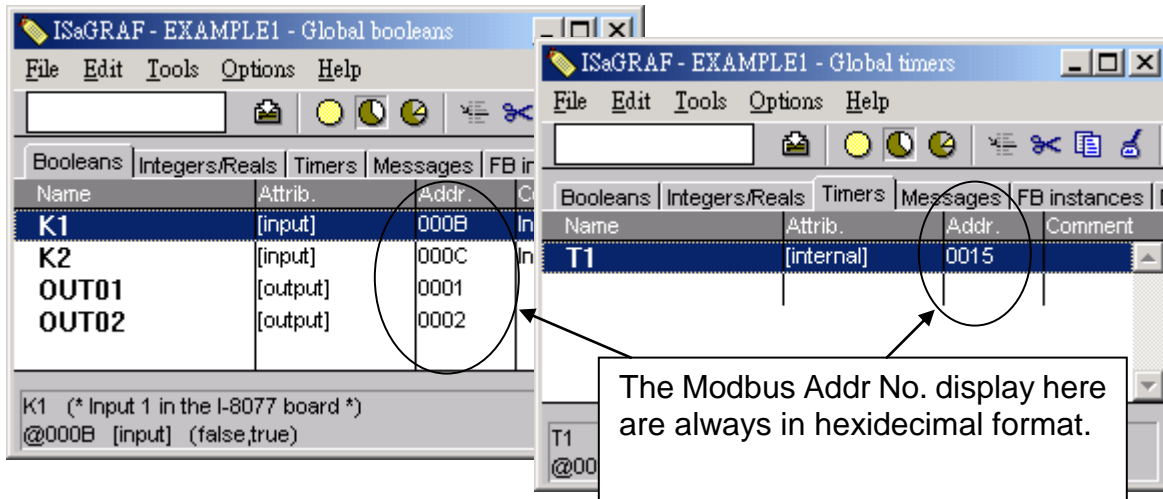 ISaGRAF - EXAMPLE1 - Global booleans
File Edit Tools Options Help
Booleans Integers/Reals Timers Messages FB in
Name Attrib. Addr. C
K1 [input] 000B In
K2 [input] 000C In
OUT01 [output] 0001
OUT02 [output] 0002
K1 (* Input 1 in the I-8077 board *)
@000B [input] (false,true)
ISaGRAF - EXAMPLE1 - Global timers
File Edit Tools Options Help
Booleans Integers/Reals Timers Messages FB instances
Name Attrib. Addr. Comment
T1 [internal] 0015
T1
@00
The Modbus Addr No. display here
are always in hexidecimal format.